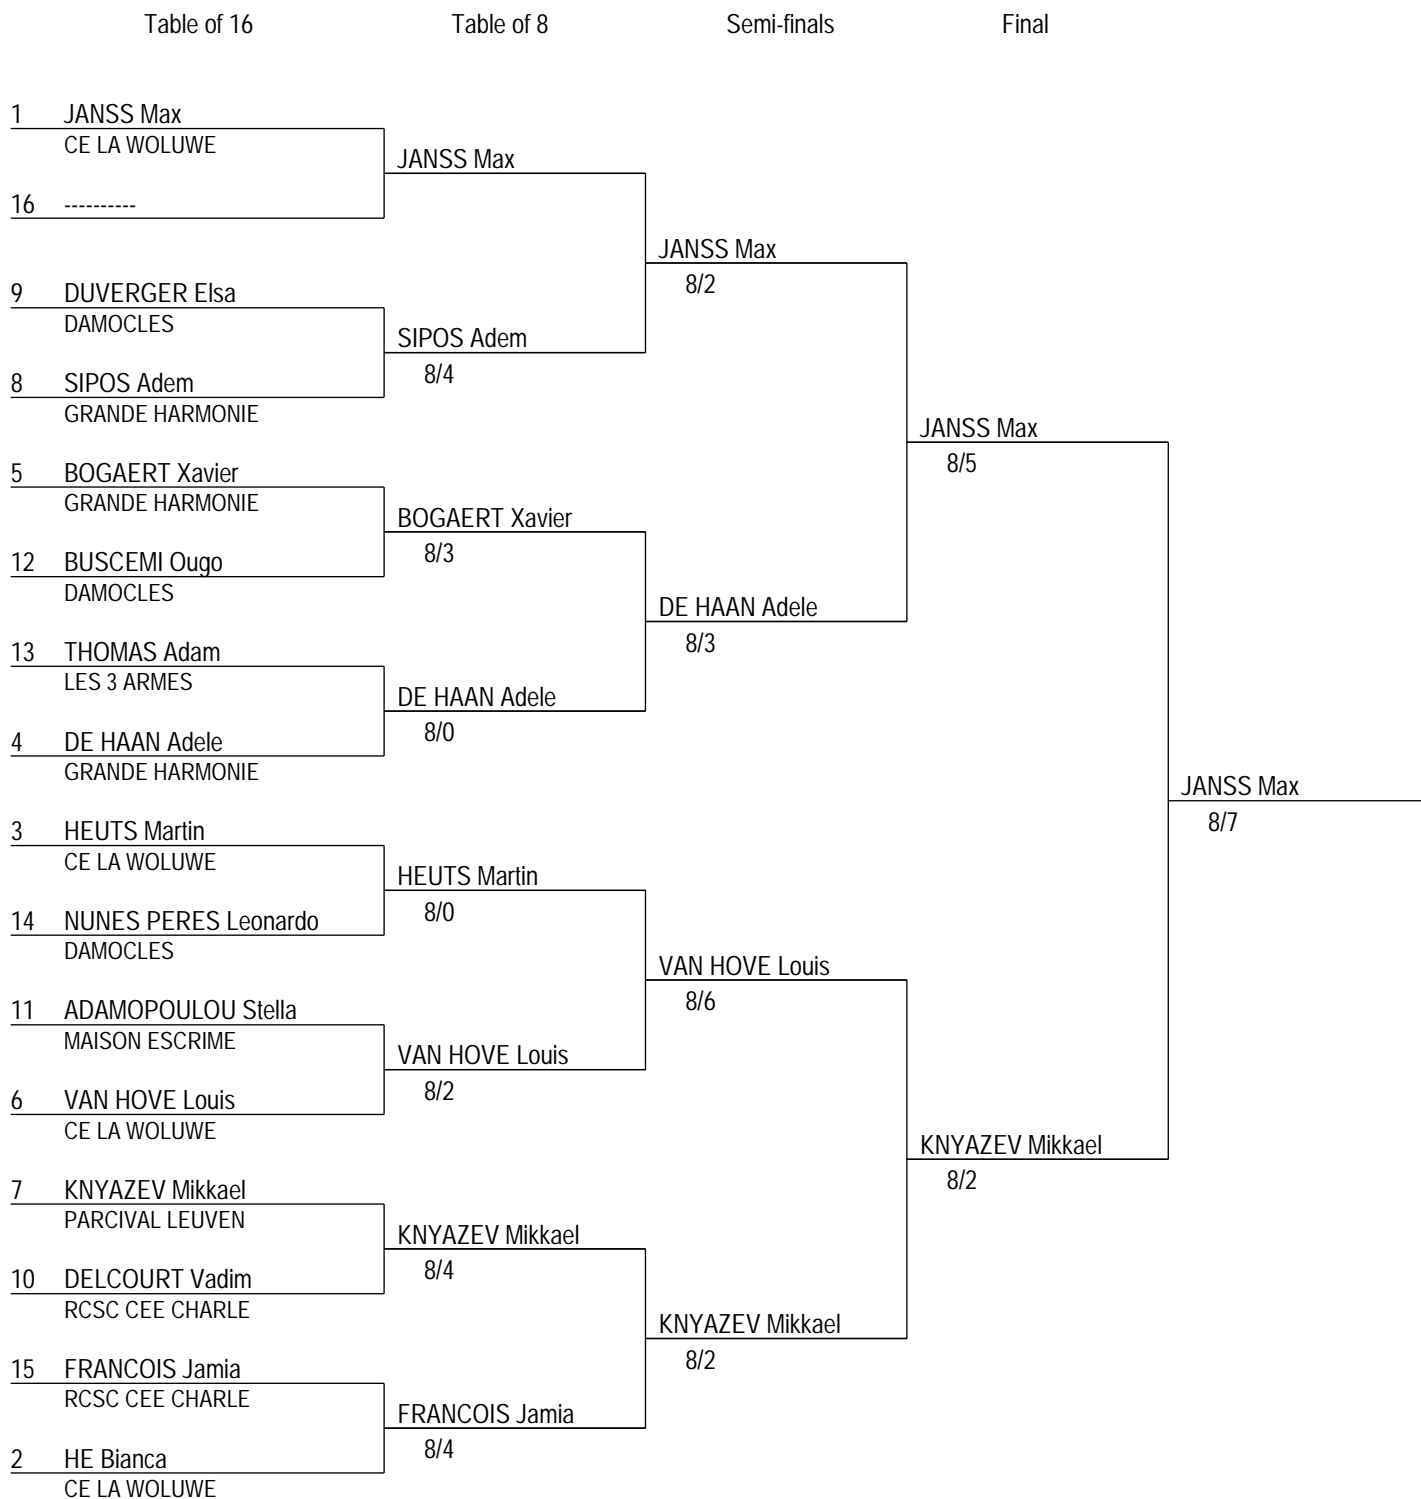 Table of 16 Table of 8 Semi-finals Final
1 JANSS Max
CE LA WOLUWE
JANSS Max
16 ----------
JANSS Max
8/2
9 DUVERGER Elsa
DAMOCLES
SIPOS Adem
8/4
8 SIPOS Adem
GRANDE HARMONIE
JANSS Max
8/5
5 BOGAERT Xavier
GRANDE HARMONIE
BOGAERT Xavier
8/3
12 BUSCEMI Ougo
DAMOCLES
DE HAAN Adele
8/3
13 THOMAS Adam
LES 3 ARMES
DE HAAN Adele
8/0
4 DE HAAN Adele
GRANDE HARMONIE
JANSS Max
8/7
3 HEUTS Martin
CE LA WOLUWE
HEUTS Martin
8/0
14 NUNES PERES Leonardo
DAMOCLES
VAN HOVE Louis
8/6
11 ADAMOPOULOU Stella
MAISON ESCRIME
VAN HOVE Louis
8/2
6 VAN HOVE Louis
CE LA WOLUWE
KNYAZEV Mikkael
8/2
7 KNYAZEV Mikkael
PARCIVAL LEUVEN
KNYAZEV Mikkael
8/4
10 DELCOURT Vadim
RCSC CEE CHARLE
KNYAZEV Mikkael
8/2
15 FRANCOIS Jamia
RCSC CEE CHARLE
FRANCOIS Jamia
8/4
2 HE Bianca
CE LA WOLUWE